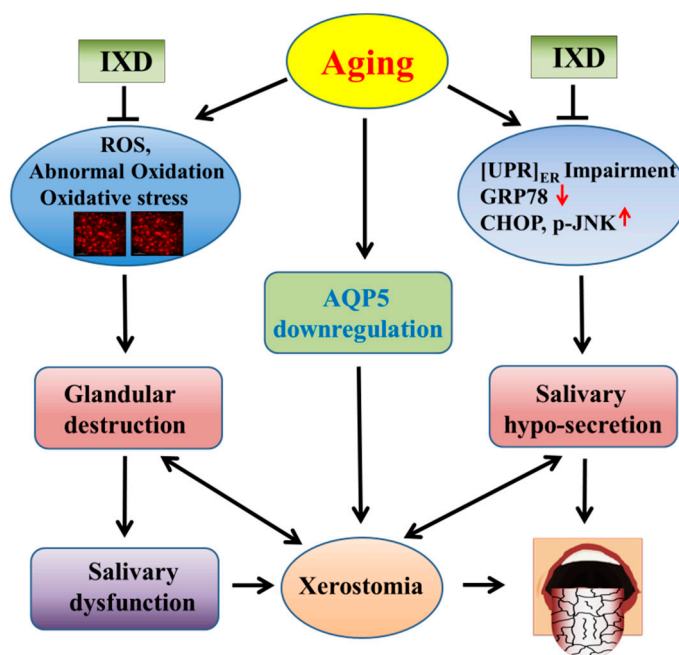 IXD
Aging
IXD
ROS,
Abnormal Oxidation
Oxidative stress
[UPR]ER Impairment
GRP78 ↓
CHOP, p-JNK ↑
AQP5
downregulation
Glandular
destruction
Salivary
hypo-secretion
Salivary
dysfunction
Xerostomia